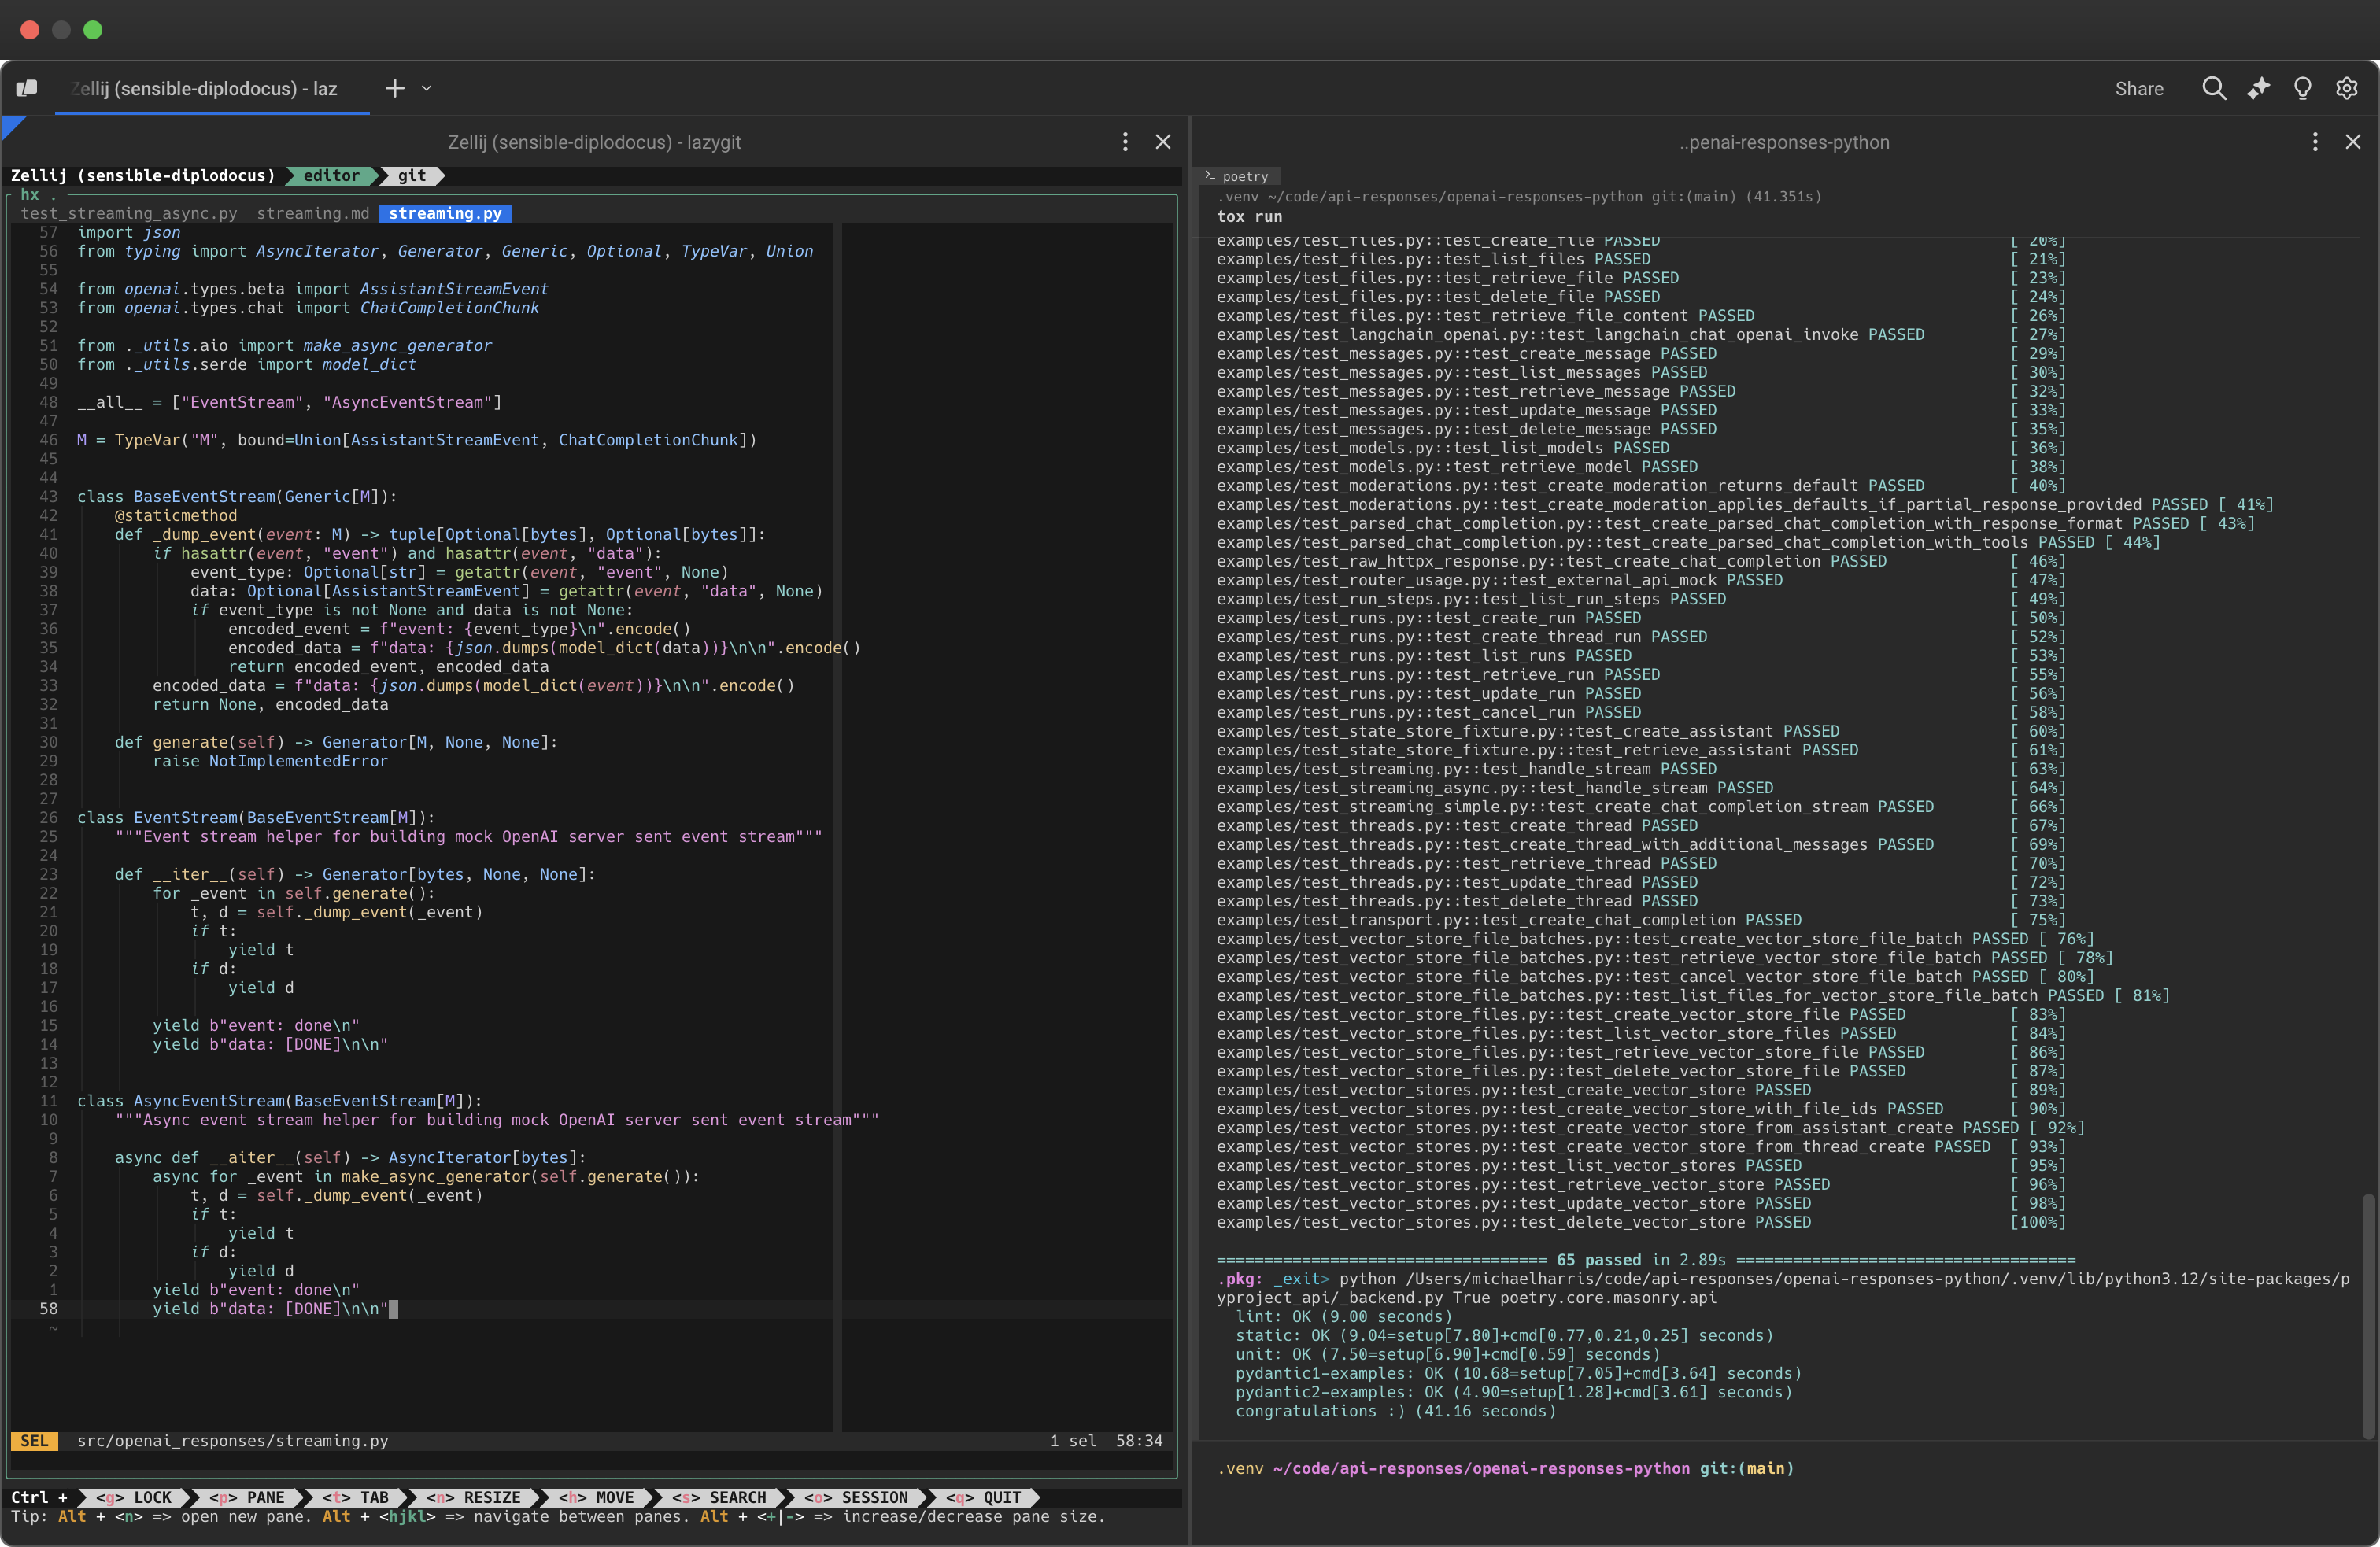 Zellij (sensible-diplodocus) - laz
Share
Zellij (sensible-diplodocus) - lazygit
Zellij (sensible-diplodocus) editor git
hx .
test_streaming_async.py streaming.md streaming.py
57 import json
56 from typing import AsyncIterator, Generator, Generic, Optional, TypeVar, Union
55
54 from openai.types.beta import AssistantStreamEvent
53 from openai.types.chat import ChatCompletionChunk
52
51 from ._utils.aio import make_async_generator
50 from ._utils.serde import model_dict
49
48 __all__ = ["EventStream", "AsyncEventStream"]
47
46 M = TypeVar("M", bound=Union[AssistantStreamEvent, ChatCompletionChunk])
45
44
43 class BaseEventStream(Generic[M]):
42 @staticmethod
41 def _dump_event(event: M) -> tuple[Optional[bytes], Optional[bytes]]:
40 if hasattr(event, "event") and hasattr(event, "data"):
39 event_type: Optional[str] = getattr(event, "event", None)
38 data: Optional[AssistantStreamEvent] = getattr(event, "data", None)
37 if event_type is not None and data is not None:
36 encoded_event = f"event: {event_type}\n".encode()
35 encoded_data = f"data: {json.dumps(model_dict(data))}\n\n".encode()
34 return encoded_event, encoded_data
33 encoded_data = f"data: {json.dumps(model_dict(event))}\n\n".encode()
32 return None, encoded_data
31
30 def generate(self) -> Generator[M, None, None]:
29 raise NotImplementedError
28
27
26 class EventStream(BaseEventStream[M]):
25 """Event stream helper for building mock OpenAI server sent event stream"""
24
23 def __iter__(self) -> Generator[bytes, None, None]:
22 for _event in self.generate():
21 t, d = self._dump_event(_event)
20 if t:
19 yield t
18 if d:
17 yield d
16
15 yield b"event: done\n"
14 yield b"data: [DONE]\n\n"
13
12
11 class AsyncEventStream(BaseEventStream[M]):
10 """Async event stream helper for building mock OpenAI server sent event stream"""
9
8 async def __aiter__(self) -> AsyncIterator[bytes]:
7 async for _event in make_async_generator(self.generate()):
6 t, d = self._dump_event(_event)
5 if t:
4 yield t
3 if d:
2 yield d
1 yield b"event: done\n"
58 yield b"data: [DONE]\n\n"
~
SEL src/openai_responses/streaming.py 1 sel 58:34
Ctrl + <g> LOCK <p> PANE <t> TAB <n> RESIZE <h> MOVE <s> SEARCH <o> SESSION <q> QUIT
Tip: Alt + <n> => open new pane. Alt + <hjkl> => navigate between panes. Alt + <+|-> => increase/decrease pane size.
..penai-responses-python
poetry
.venv ~/code/api-responses/openai-responses-python git:(main) (41.351s)
tox run
examples/test_files.py::test_create_file PASSED [ 20%]
examples/test_files.py::test_list_files PASSED [ 21%]
examples/test_files.py::test_retrieve_file PASSED [ 23%]
examples/test_files.py::test_delete_file PASSED [ 24%]
examples/test_files.py::test_retrieve_file_content PASSED [ 26%]
examples/test_langchain_openai.py::test_langchain_chat_openai_invoke PASSED [ 27%]
examples/test_messages.py::test_create_message PASSED [ 29%]
examples/test_messages.py::test_list_messages PASSED [ 30%]
examples/test_messages.py::test_retrieve_message PASSED [ 32%]
examples/test_messages.py::test_update_message PASSED [ 33%]
examples/test_messages.py::test_delete_message PASSED [ 35%]
examples/test_models.py::test_list_models PASSED [ 36%]
examples/test_models.py::test_retrieve_model PASSED [ 38%]
examples/test_moderations.py::test_create_moderation_returns_default PASSED [ 40%]
examples/test_moderations.py::test_create_moderation_applies_defaults_if_partial_response_provided PASSED [ 41%]
examples/test_parsed_chat_completion.py::test_create_parsed_chat_completion_with_response_format PASSED [ 43%]
examples/test_parsed_chat_completion.py::test_create_parsed_chat_completion_with_tools PASSED [ 44%]
examples/test_raw_httpx_response.py::test_create_chat_completion PASSED [ 46%]
examples/test_router_usage.py::test_external_api_mock PASSED [ 47%]
examples/test_run_steps.py::test_list_run_steps PASSED [ 49%]
examples/test_runs.py::test_create_run PASSED [ 50%]
examples/test_runs.py::test_create_thread_run PASSED [ 52%]
examples/test_runs.py::test_list_runs PASSED [ 53%]
examples/test_runs.py::test_retrieve_run PASSED [ 55%]
examples/test_runs.py::test_update_run PASSED [ 56%]
examples/test_runs.py::test_cancel_run PASSED [ 58%]
examples/test_state_store_fixture.py::test_create_assistant PASSED [ 60%]
examples/test_state_store_fixture.py::test_retrieve_assistant PASSED [ 61%]
examples/test_streaming.py::test_handle_stream PASSED [ 63%]
examples/test_streaming_async.py::test_handle_stream PASSED [ 64%]
examples/test_streaming_simple.py::test_create_chat_completion_stream PASSED [ 66%]
examples/test_threads.py::test_create_thread PASSED [ 67%]
examples/test_threads.py::test_create_thread_with_additional_messages PASSED [ 69%]
examples/test_threads.py::test_retrieve_thread PASSED [ 70%]
examples/test_threads.py::test_update_thread PASSED [ 72%]
examples/test_threads.py::test_delete_thread PASSED [ 73%]
examples/test_transport.py::test_create_chat_completion PASSED [ 75%]
examples/test_vector_store_file_batches.py::test_create_vector_store_file_batch PASSED [ 76%]
examples/test_vector_store_file_batches.py::test_retrieve_vector_store_file_batch PASSED [ 78%]
examples/test_vector_store_file_batches.py::test_cancel_vector_store_file_batch PASSED [ 80%]
examples/test_vector_store_file_batches.py::test_list_files_for_vector_store_file_batch PASSED [ 81%]
examples/test_vector_store_files.py::test_create_vector_store_file PASSED [ 83%]
examples/test_vector_store_files.py::test_list_vector_store_files PASSED [ 84%]
examples/test_vector_store_files.py::test_retrieve_vector_store_file PASSED [ 86%]
examples/test_vector_store_files.py::test_delete_vector_store_file PASSED [ 87%]
examples/test_vector_stores.py::test_create_vector_store PASSED [ 89%]
examples/test_vector_stores.py::test_create_vector_store_with_file_ids PASSED [ 90%]
examples/test_vector_stores.py::test_create_vector_store_from_assistant_create PASSED [ 92%]
examples/test_vector_stores.py::test_create_vector_store_from_thread_create PASSED [ 93%]
examples/test_vector_stores.py::test_list_vector_stores PASSED [ 95%]
examples/test_vector_stores.py::test_retrieve_vector_store PASSED [ 96%]
examples/test_vector_stores.py::test_update_vector_store PASSED [ 98%]
examples/test_vector_stores.py::test_delete_vector_store PASSED [100%]
=================================== 65 passed in 2.89s ====================================
.pkg: _exit> python /Users/michaelharris/code/api-responses/openai-responses-python/.venv/lib/python3.12/site-packages/p
yproject_api/_backend.py True poetry.core.masonry.api
lint: OK (9.00 seconds)
static: OK (9.04=setup[7.80]+cmd[0.77,0.21,0.25] seconds)
unit: OK (7.50=setup[6.90]+cmd[0.59] seconds)
pydantic1-examples: OK (10.68=setup[7.05]+cmd[3.64] seconds)
pydantic2-examples: OK (4.90=setup[1.28]+cmd[3.61] seconds)
congratulations :) (41.16 seconds)
.venv ~/code/api-responses/openai-responses-python git:(main)